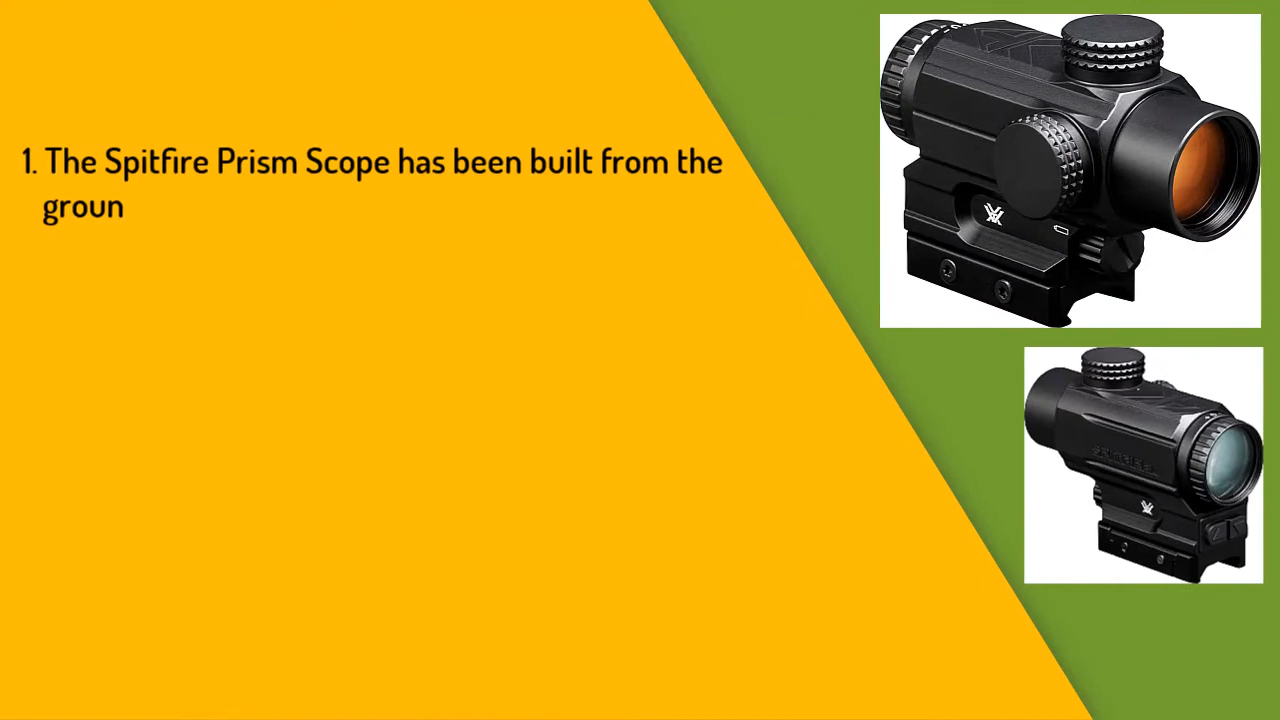 1. The Spitfire Prism Scope has been built from the
groun